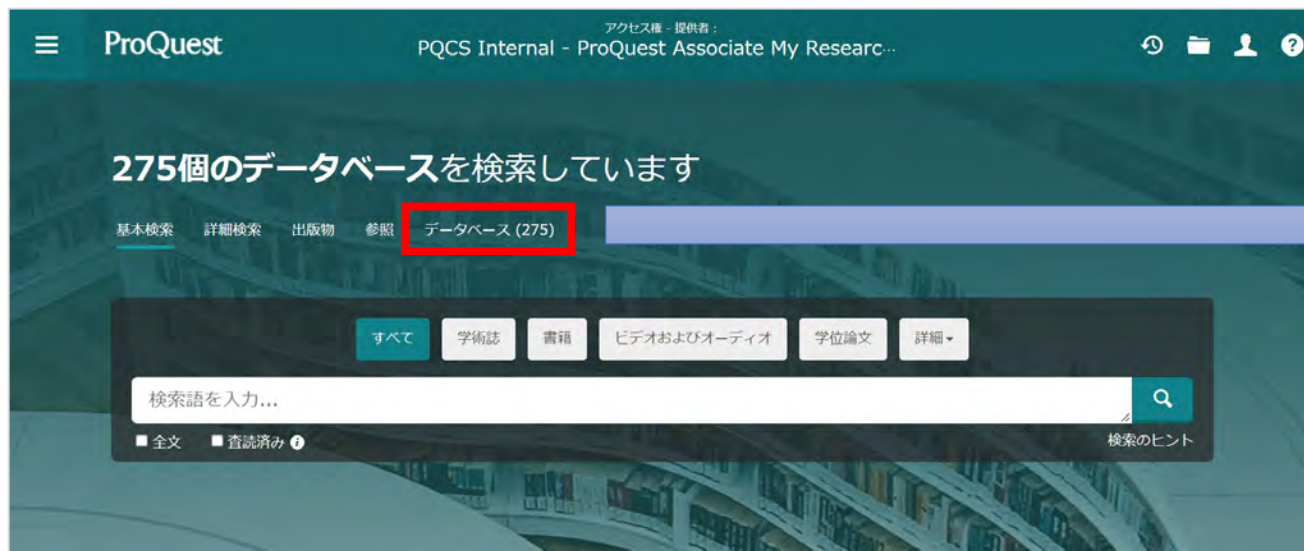 アクセス権 - 提供者：
ProQuest
PQCS Internal - ProQuest Associate My Researc…
275個のデータベースを検索しています
基本検索 詳細検索 出版物 参照 データベース (275)
すべて 学術誌 書籍 ビデオおよびオーディオ 学位論文 詳細
検索語を入力...
全文 査読済み
検索のヒント